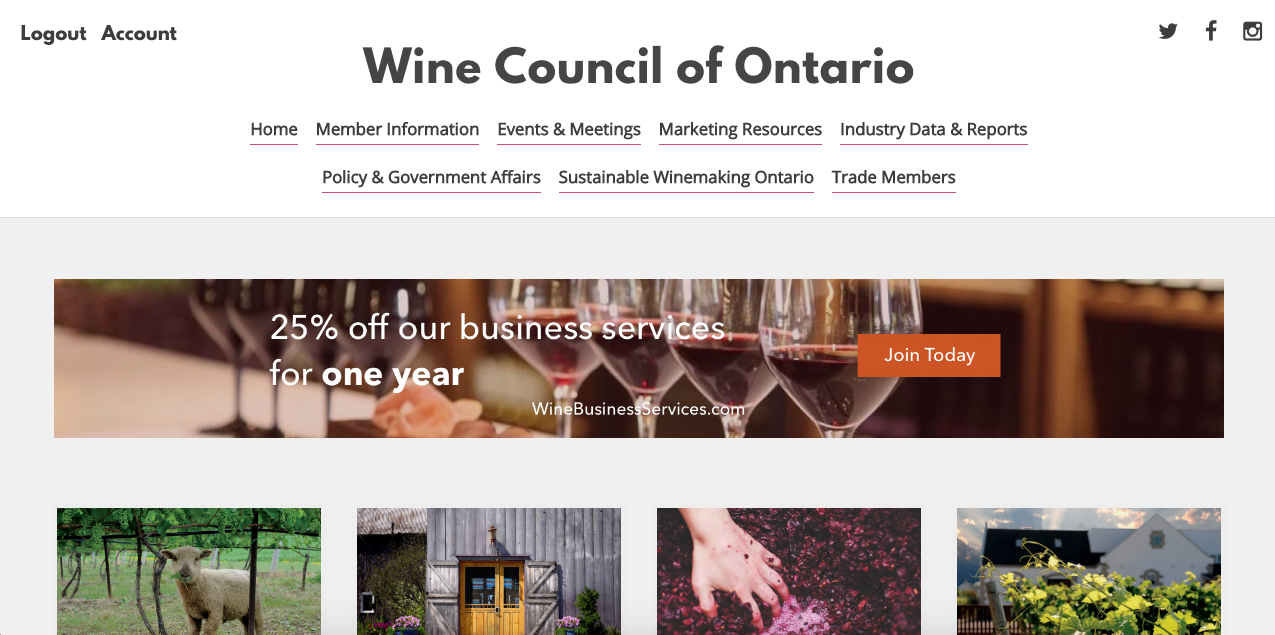 Logout Account
Wine Council of Ontario
Home Member Information Events & Meetings Marketing Resources Industry Data & Reports
Policy & Government Affairs Sustainable Winemaking Ontario Trade Members
25% off our business services
for one year
Join Today
WineBusinessServices.com